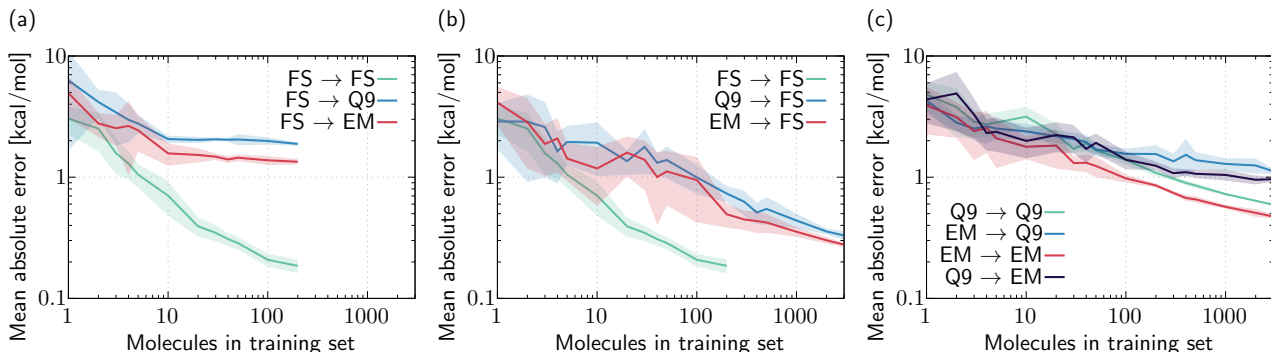 (a)
Mean absolute error [kcal/mol]
10
1
0.1
FS → FS
FS → Q9
FS → EM
1
10
100
1000
Molecules in training set
(b)
Mean absolute error [kcal/mol]
10
1
0.1
FS → FS
Q9 → FS
EM → FS
1
10
100
1000
Molecules in training set
(c)
Mean absolute error [kcal/mol]
10
1
0.1
Q9 → Q9
EM → Q9
EM → EM
Q9 → EM
1
10
100
1000
Molecules in training set